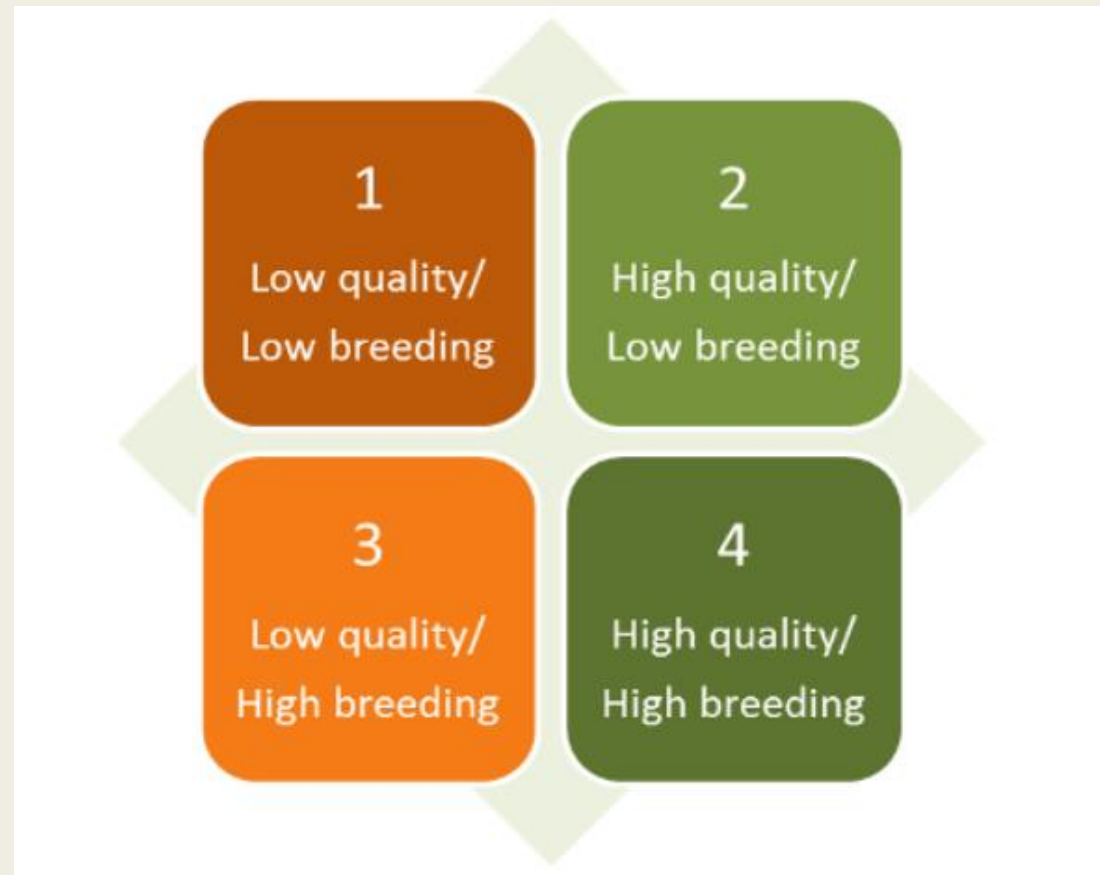 1
Low quality/
Low breeding
2
High quality/
Low breeding
3
Low quality/
High breeding
4
High quality/
High breeding